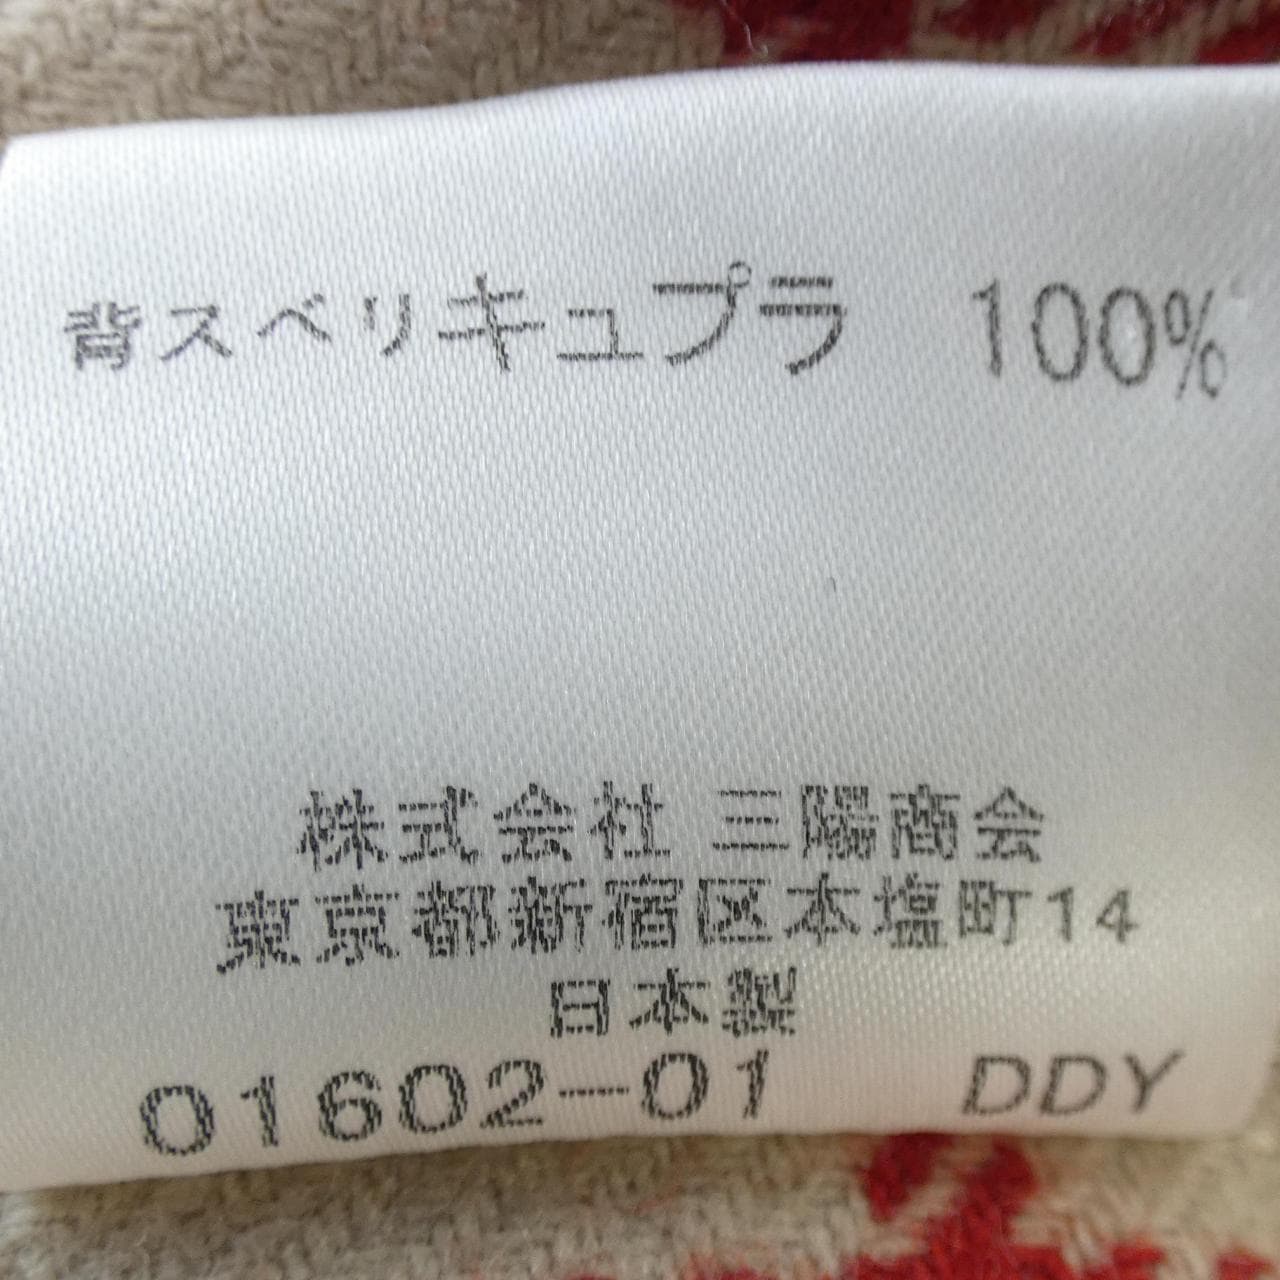 背スベリキュプラ 100%
株式会社 三陽商会
東京都新宿区本塩町14
日本製
01602-01 DDY